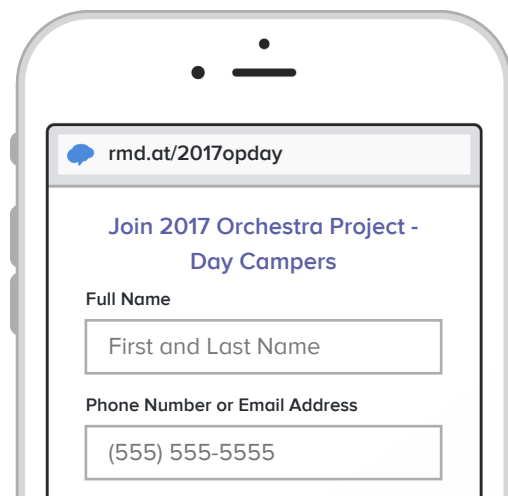 rmd.at/2017opday
Join 2017 Orchestra Project -
Day Campers
Full Name
First and Last Name
Phone Number or Email Address
(555) 555-5555